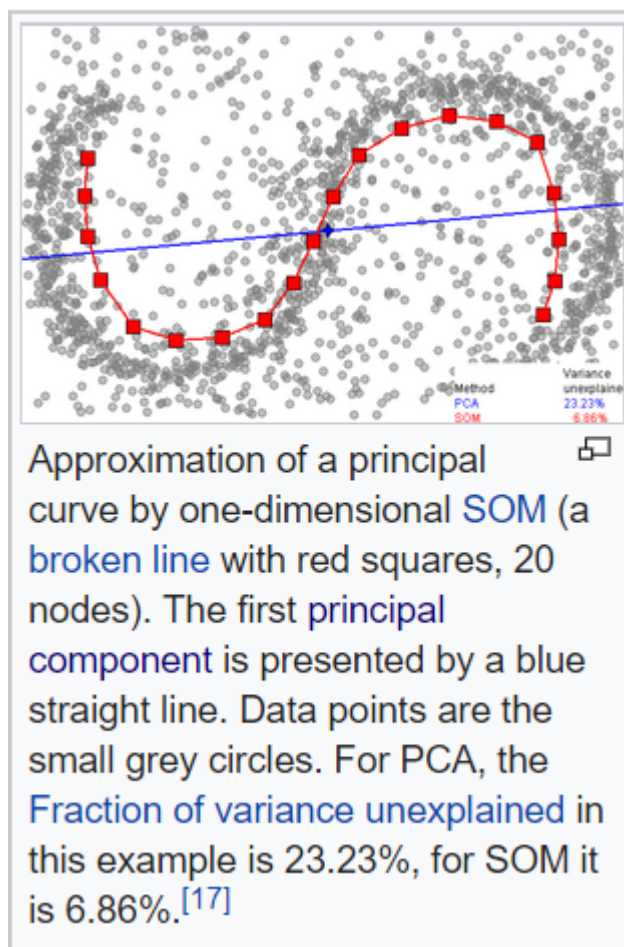 Variance
Method unexplaine
PCA 23.23%
SOM 6.86%
Approximation of a principal
curve by one-dimensional SOM (a
broken line with red squares, 20
nodes). The first principal
component is presented by a blue
straight line. Data points are the
small grey circles. For PCA, the
Fraction of variance unexplained in
this example is 23.23%, for SOM it
is 6.86%.[17]